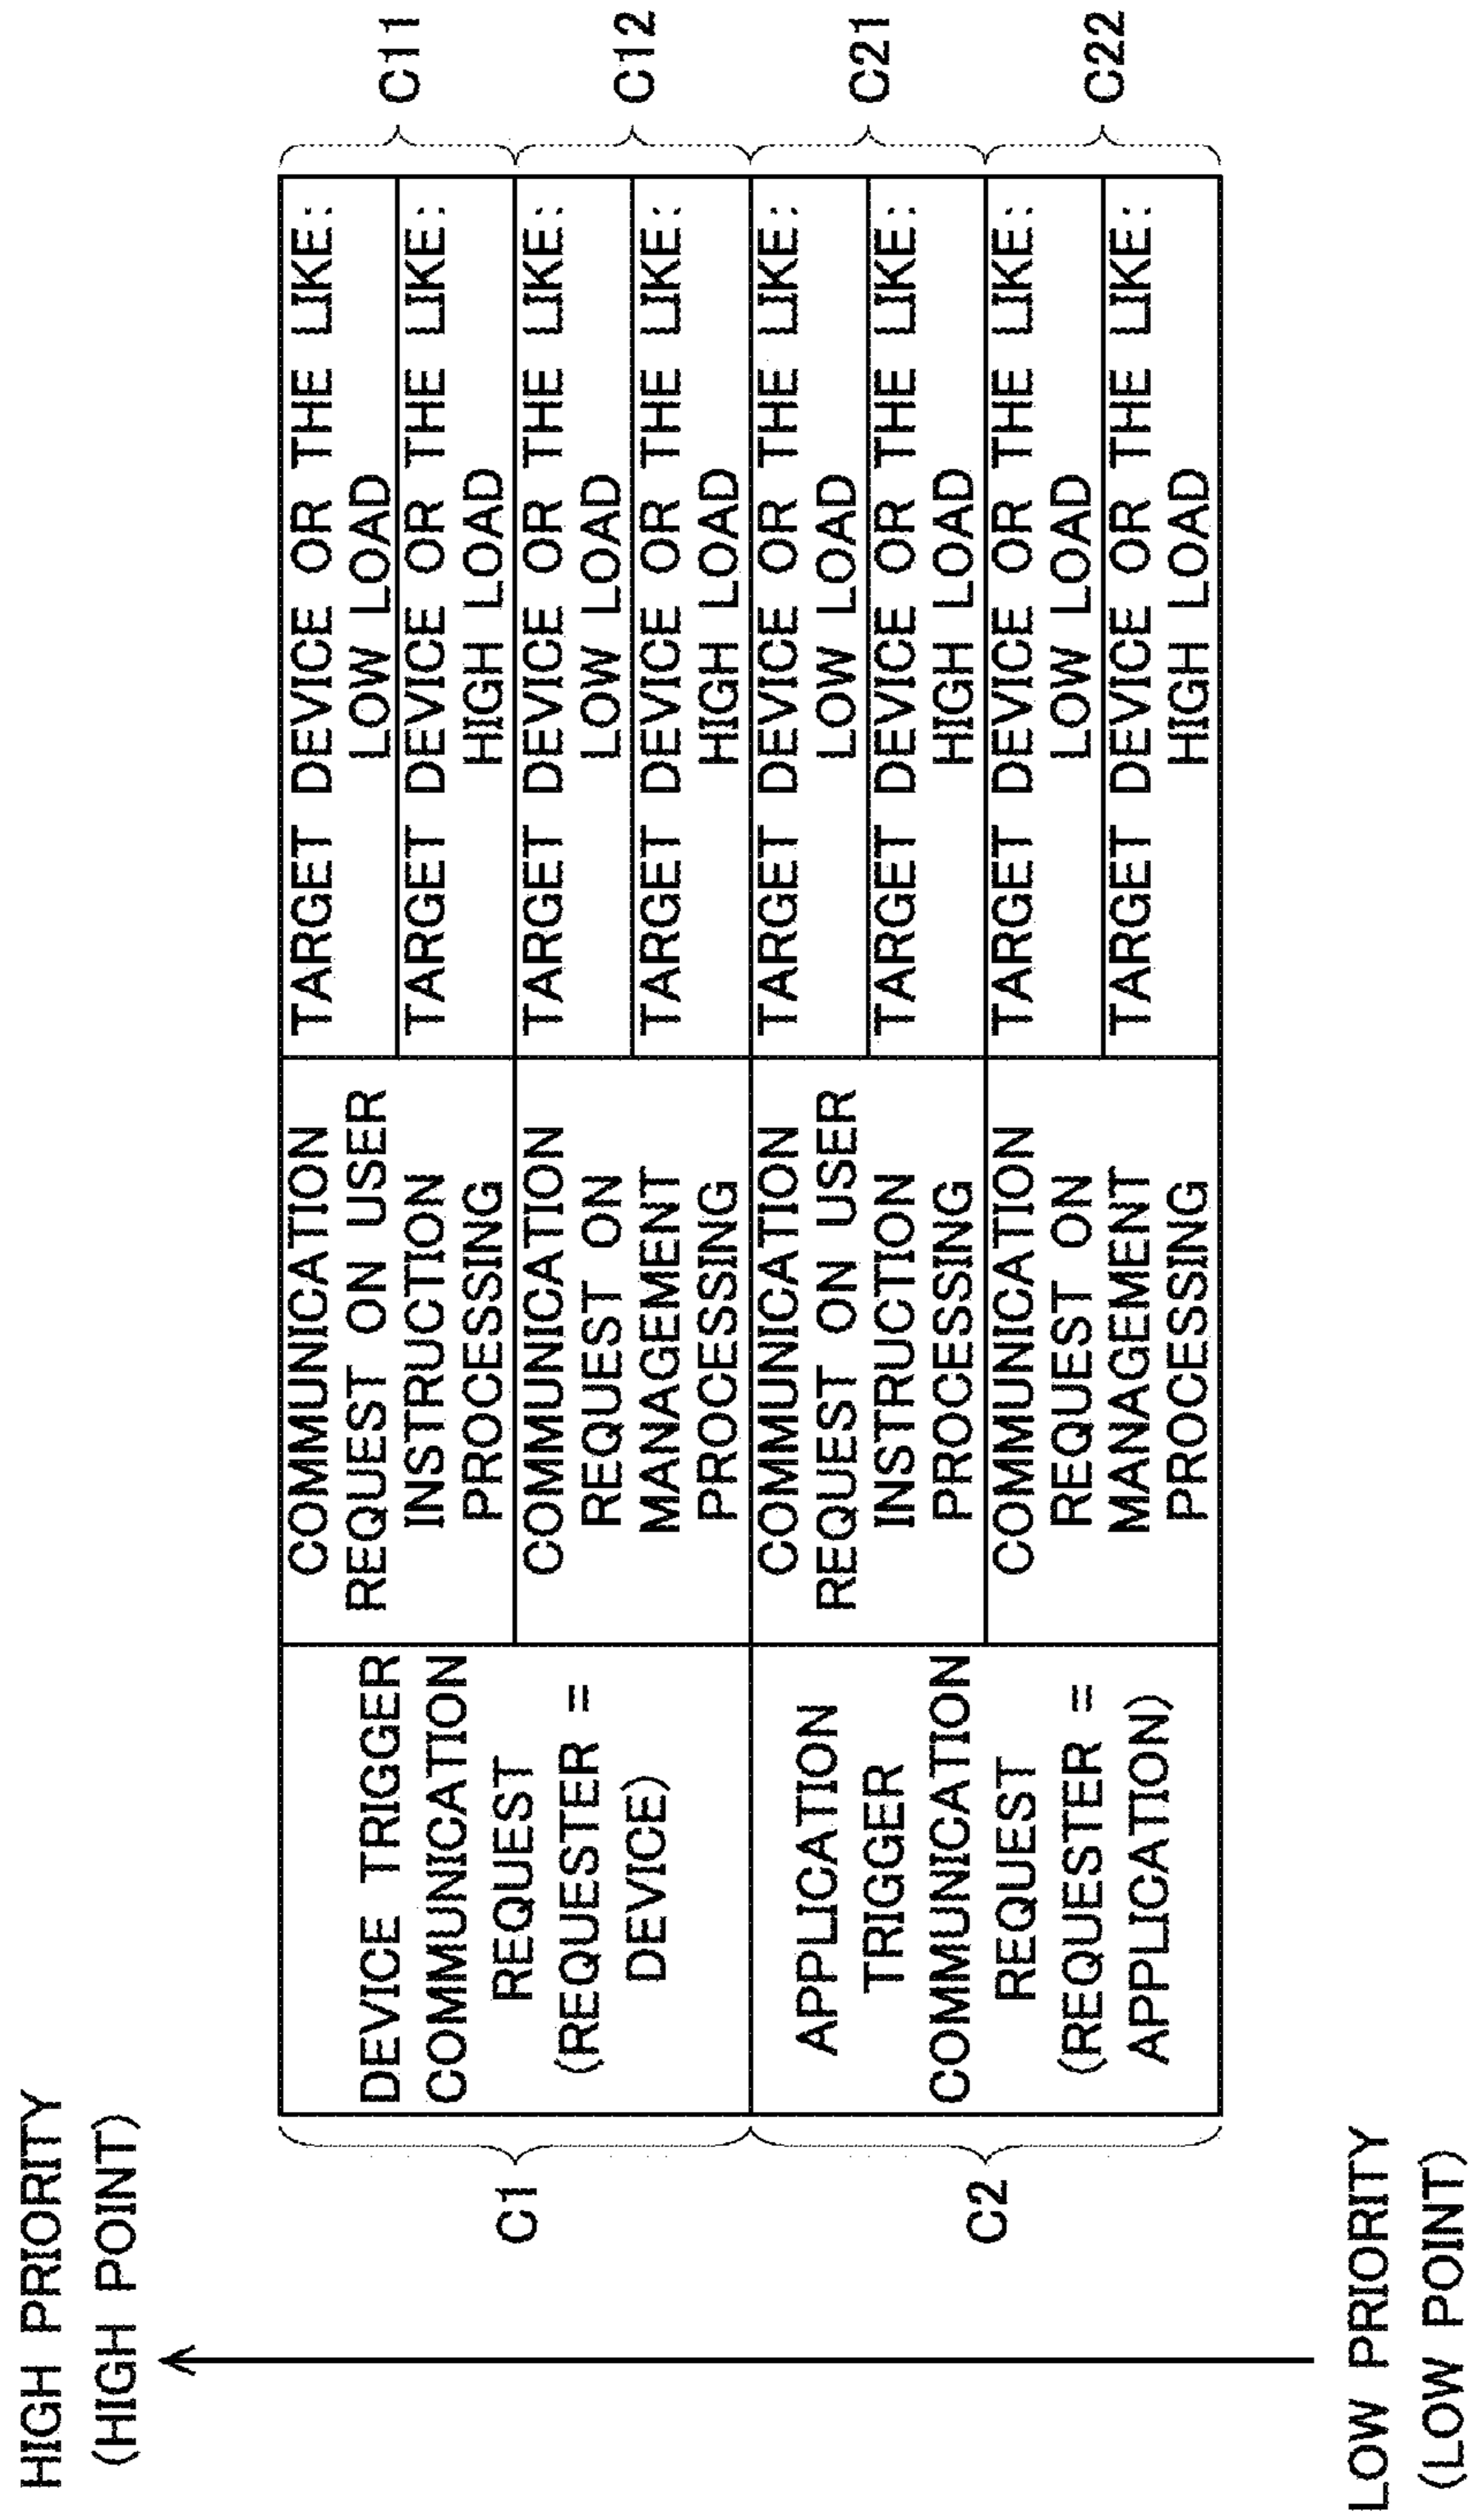 HIGH PRIORITY
(HIGH POINT)
C1
DEVICE TRIGGER
COMMUNICATION
REQUEST
(REQUESTER =
DEVICE)
COMMUNICATION
REQUEST ON USER
INSTRUCTION
PROCESSING
TARGET DEVICE OR THE LIKE:
LOW LOAD
TARGET DEVICE OR THE LIKE:
HIGH LOAD
C11
COMMUNICATION
REQUEST ON
MANAGEMENT
PROCESSING
TARGET DEVICE OR THE LIKE:
LOW LOAD
TARGET DEVICE OR THE LIKE:
HIGH LOAD
C12
C2
APPLICATION
TRIGGER
COMMUNICATION
REQUEST
(REQUESTER =
APPLICATION)
COMMUNICATION
REQUEST ON USER
INSTRUCTION
PROCESSING
TARGET DEVICE OR THE LIKE:
LOW LOAD
TARGET DEVICE OR THE LIKE:
HIGH LOAD
C21
COMMUNICATION
REQUEST ON
MANAGEMENT
PROCESSING
TARGET DEVICE OR THE LIKE:
LOW LOAD
TARGET DEVICE OR THE LIKE:
HIGH LOAD
C22
LOW PRIORITY
(LOW POINT)